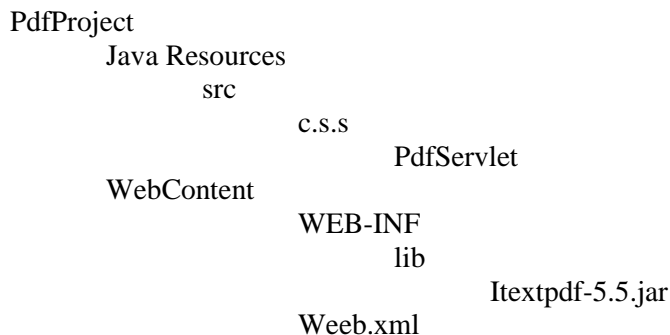 PdfProject
Java Resources
src
c.s.s
PdfServlet
WebContent
WEB-INF
lib
Itextpdf-5.5.jar
Weeb.xml